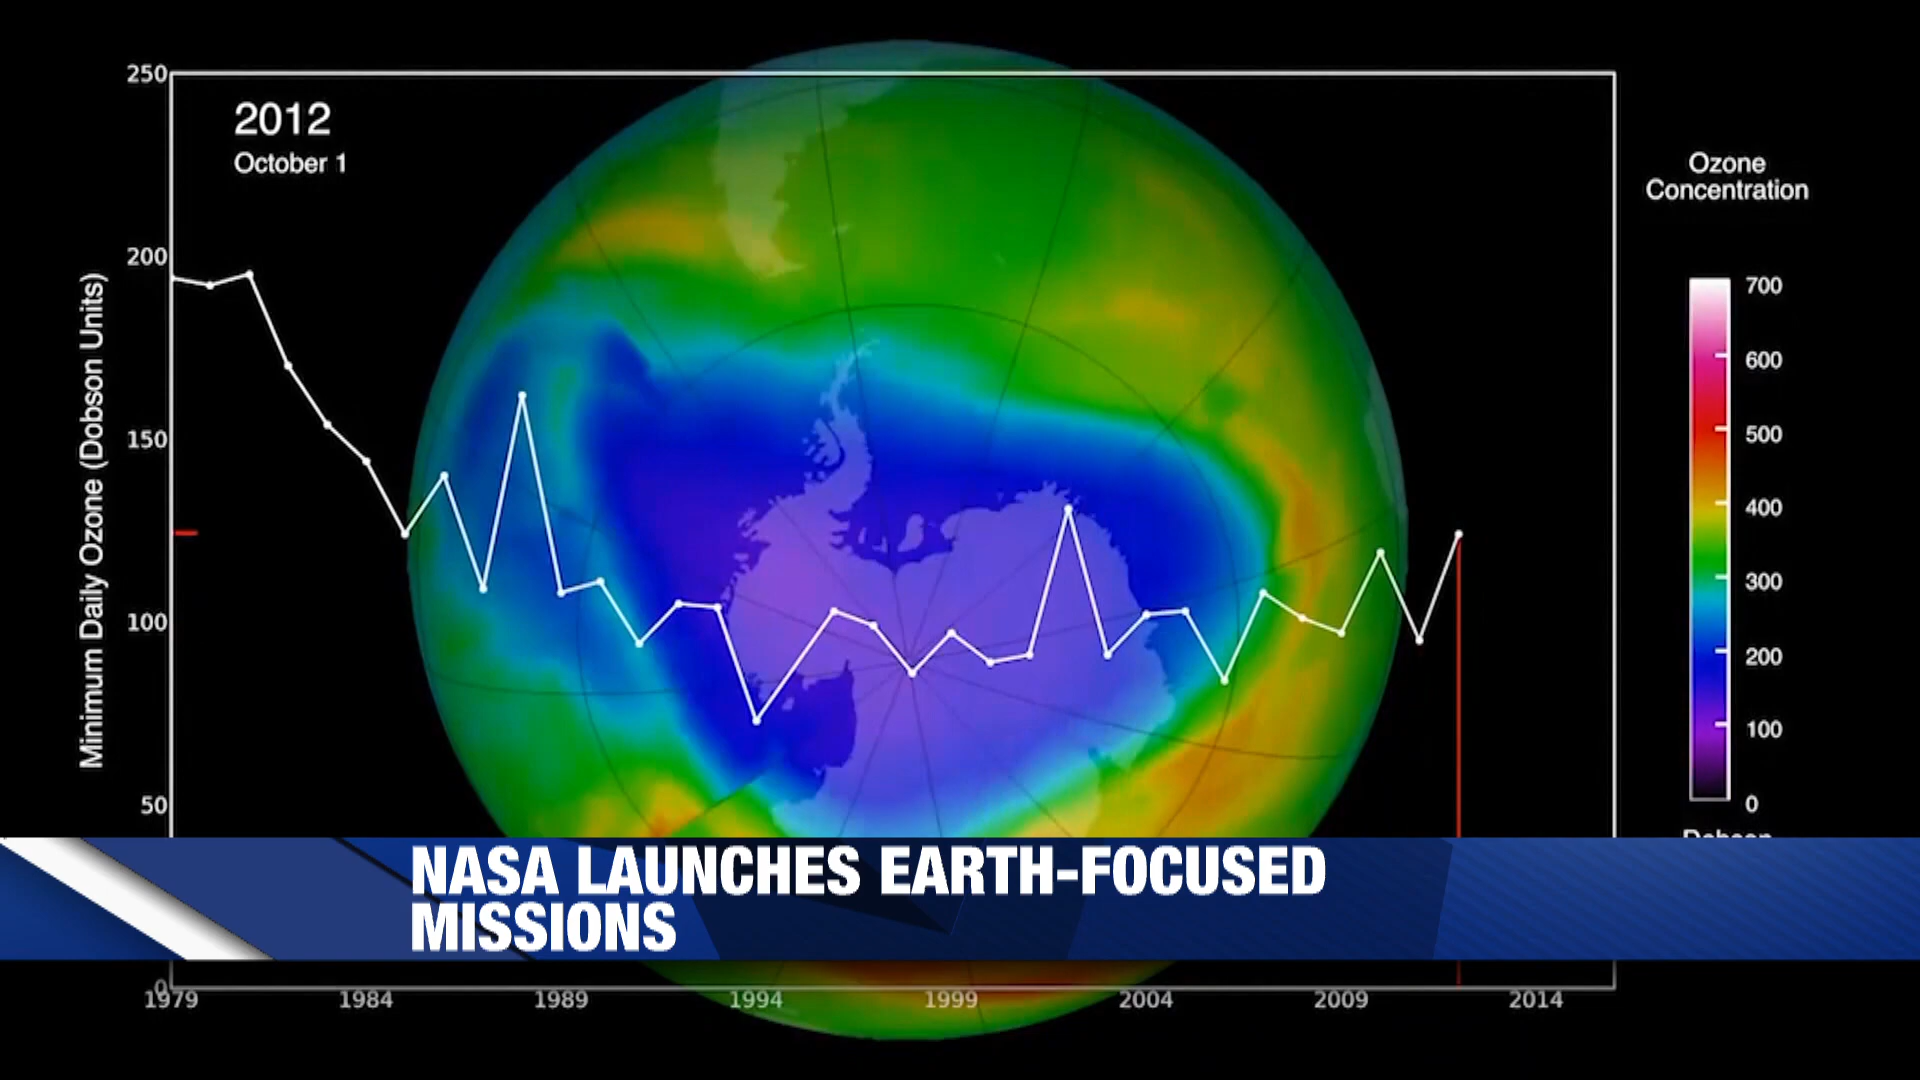 250
2012
October 1
Ozone
Concentration
200
700
600
150
500
400
Minimum Daily Ozone (Dobson Units)
100
300
200
100
50
0
NASA LAUNCHES EARTH-FOCUSED
MISSIONS
0
1979 1984 1989 1994 1999 2004 2009 2014